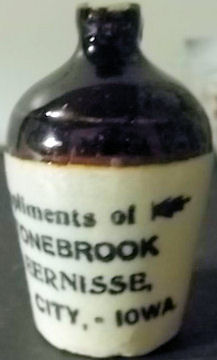 pliments of
ONEBROOK
ERNISSE,
CITY, - IOWA